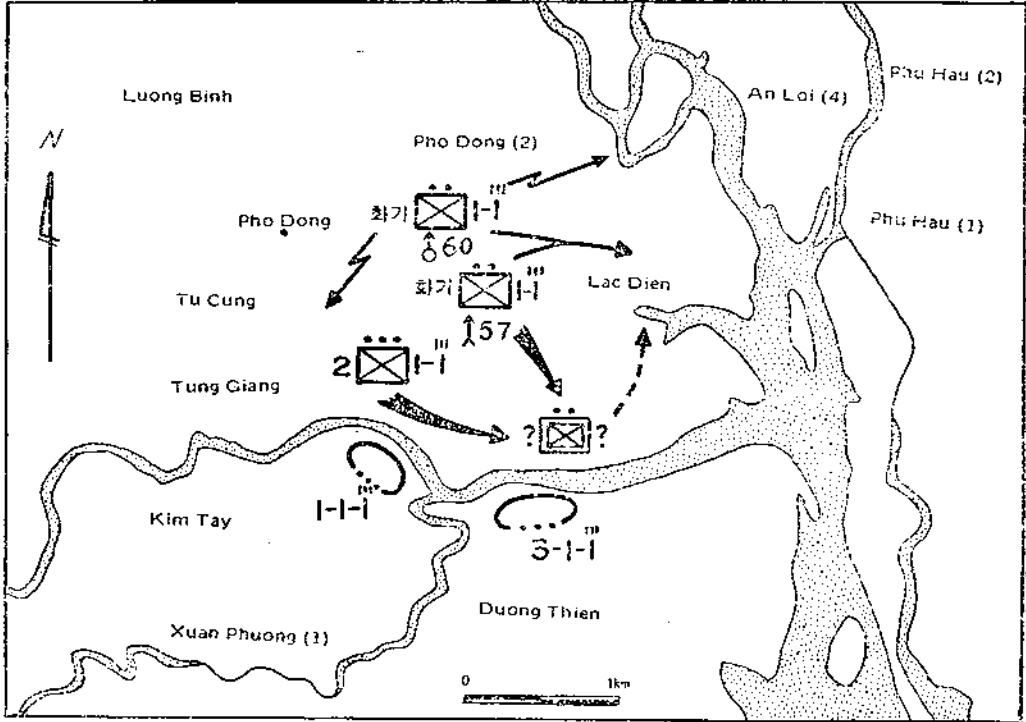 Luong Binh
An Loi (4)
Phu Hau (2)
N
Pho Dong (2)
Pho Dong
화기 1-1
60
Phu Hau (1)
Tu Cung
화기 1-1
57
Lac Dien
2 1-1
Tung Giang
? ?
1-1-1
Kim Tay
3-1-1
Duong Thien
Xuan Phuong (1)
0 1km